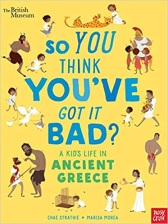 The British Museum
SO YOU
THINK
YOU'VE
GOT IT
BAD?
A KID'S LIFE IN
ANCIENT
GREECE
CHAE STRATHIE
MARISA MOREA
nosy
Crow